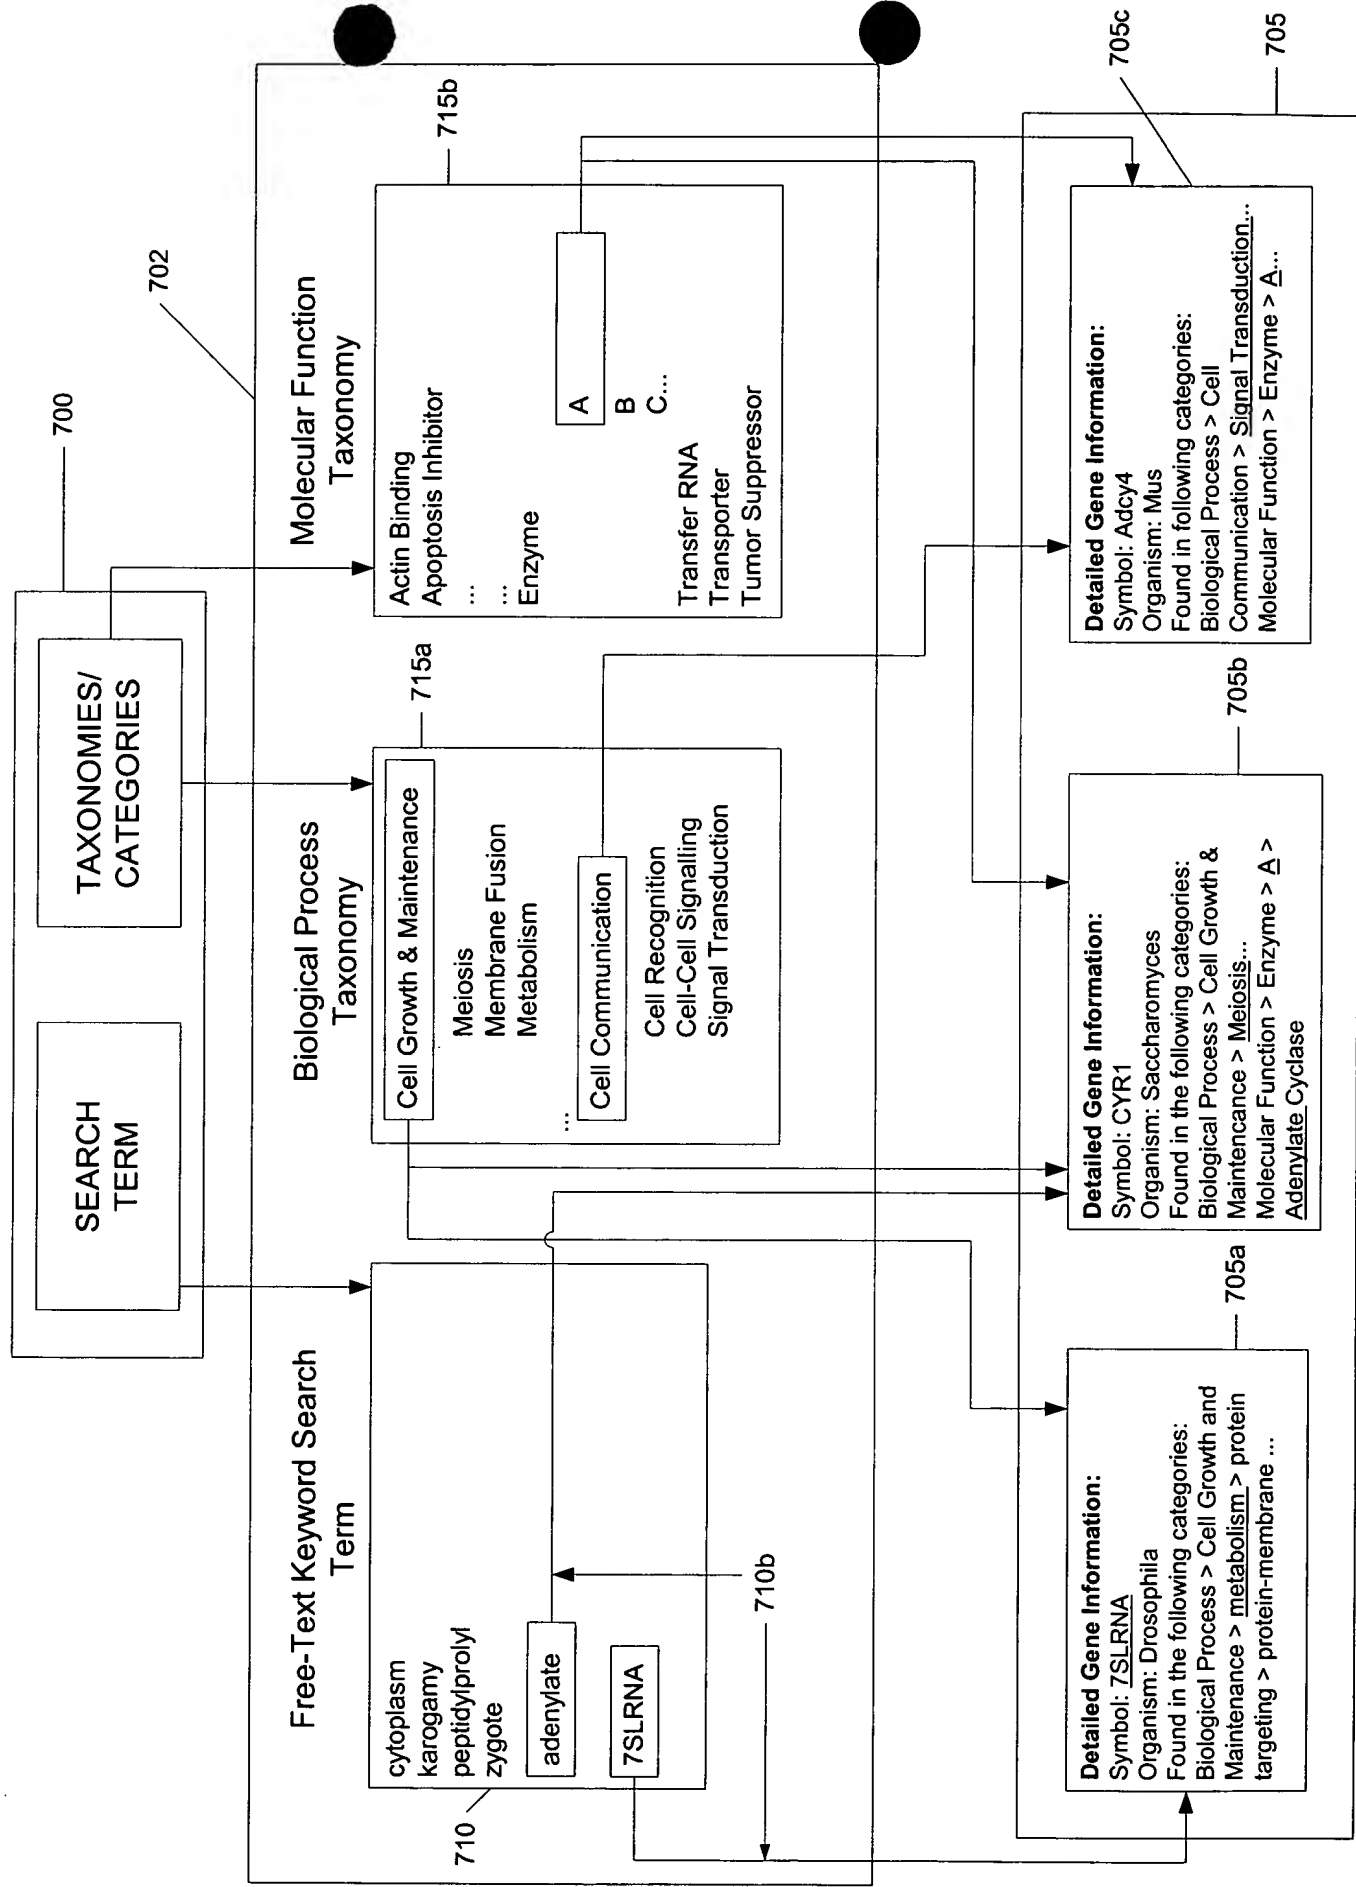 700
SEARCH
TERM
TAXONOMIES/
CATEGORIES
702
Free-Text Keyword Search
Term
cytoplasm
karogamy
peptidylprolyl
zygote
adenylate
7SLRNA
710
710b
Biological Process
Taxonomy
715a
Cell Growth & Maintenance
Meiosis
Membrane Fusion
Metabolism
...
Cell Communication
Cell Recognition
Cell-Cell Signalling
Signal Transduction
Molecular Function
Taxonomy
715b
Actin Binding
Apoptosis Inhibitor
...
...
Enzyme
A
B
C...
Transfer RNA
Transporter
Tumor Suppressor
705a
Detailed Gene Information:
Symbol: 7SLRNA
Organism: Drosophila
Found in the following categories:
Biological Process > Cell Growth and
Maintenance > metabolism > protein
targeting > protein-membrane ...
705b
Detailed Gene Information:
Symbol: CYR1
Organism: Saccharomyces
Found in the following categories:
Biological Process > Cell Growth &
Maintencance > Meiosis...
Molecular Function > Enzyme > A >
Adenylate Cyclase
705c
Detailed Gene Information:
Symbol: Adcy4
Organism: Mus
Found in following categories:
Biological Process > Cell
Communication > Signal Transduction...
Molecular Function > Enzyme > A...
705